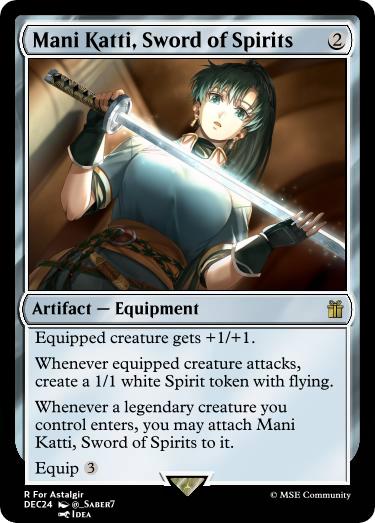 Mani Katti, Sword of Spirits 2
Artifact — Equipment
Equipped creature gets +1/+1.
Whenever equipped creature attacks,
create a 1/1 white Spirit token with flying.
Whenever a legendary creature you
control enters, you may attach Mani
Katti, Sword of Spirits to it.
Equip 3
R For Astalgir
DEC24 @_Saber7 © MSE Community
Idea